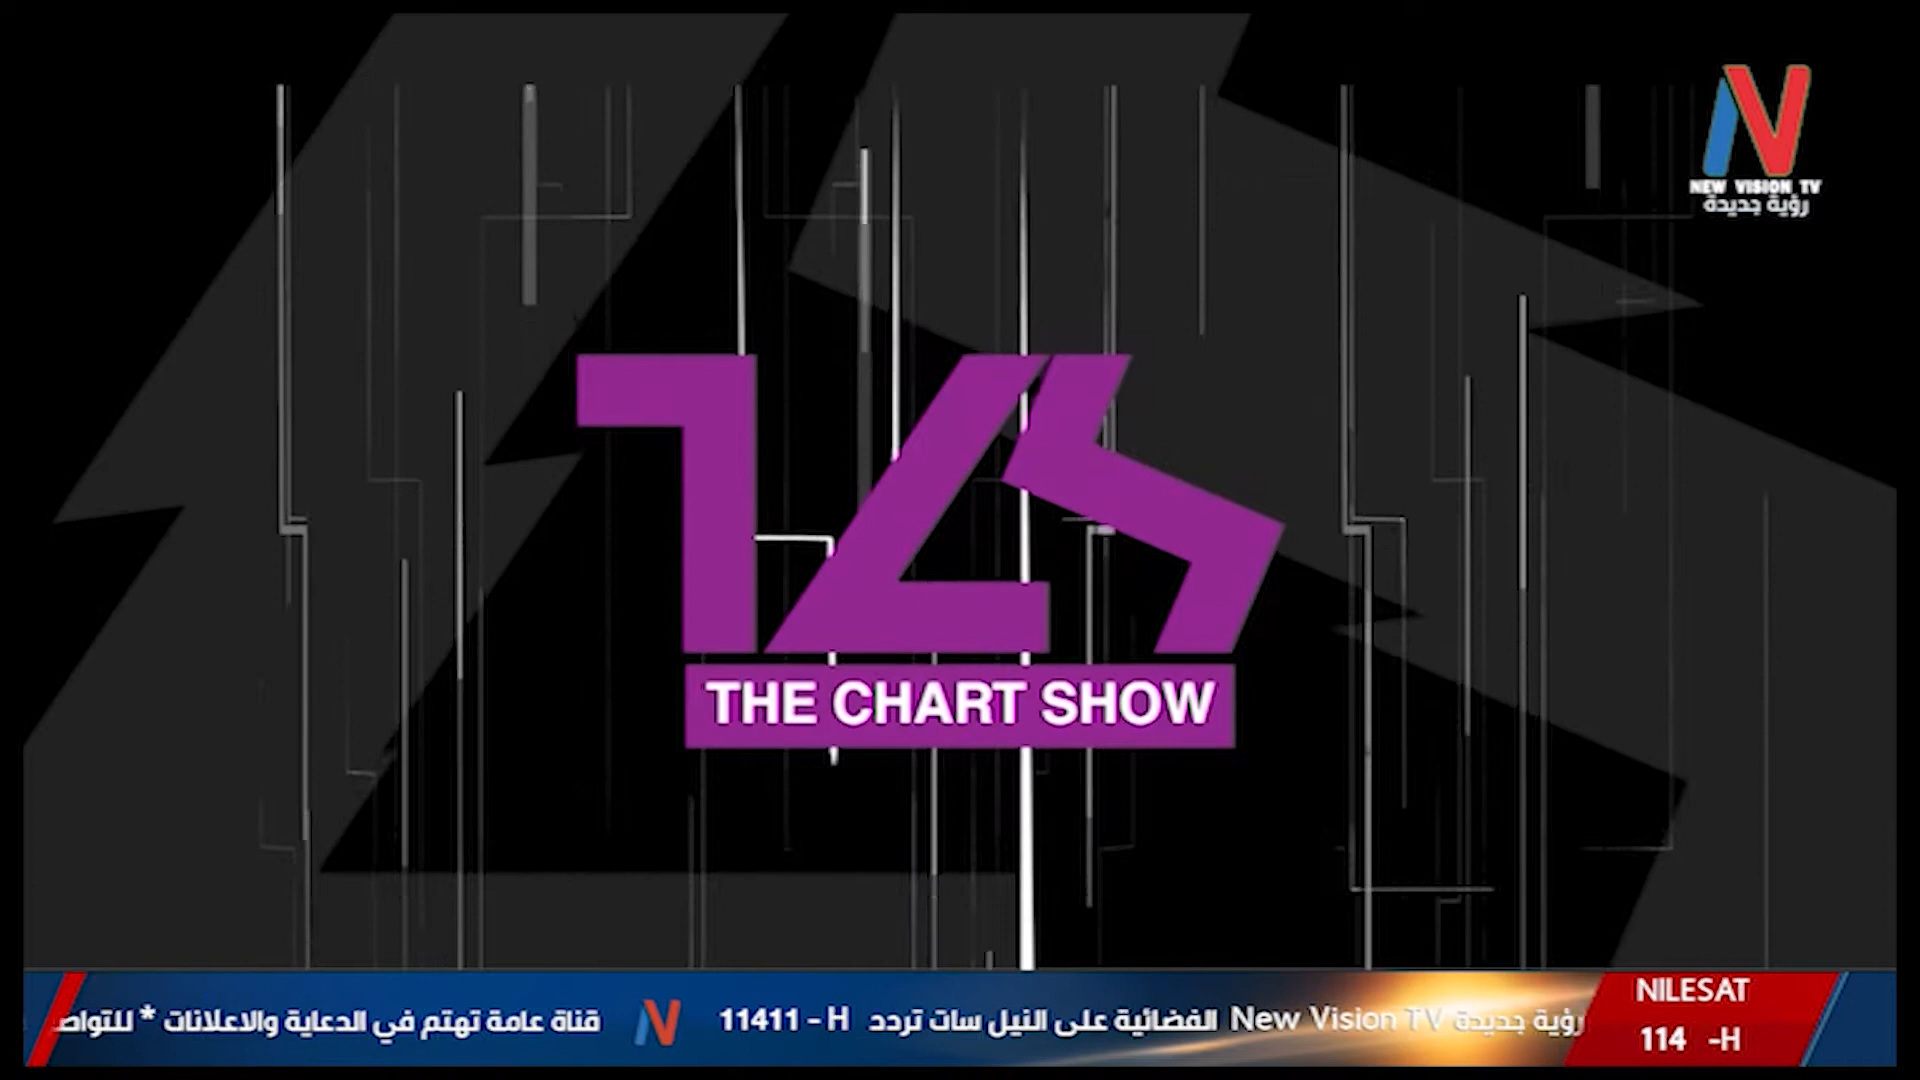 NEW VISION TV
رؤية جديدة
THE CHART SHOW
NILESAT
114 -H
رؤية جديدة New Vision TV الفضائية على النيل سات تردد 11411 - H
قناة عامة تهتم في الدعاية والاعلانات *